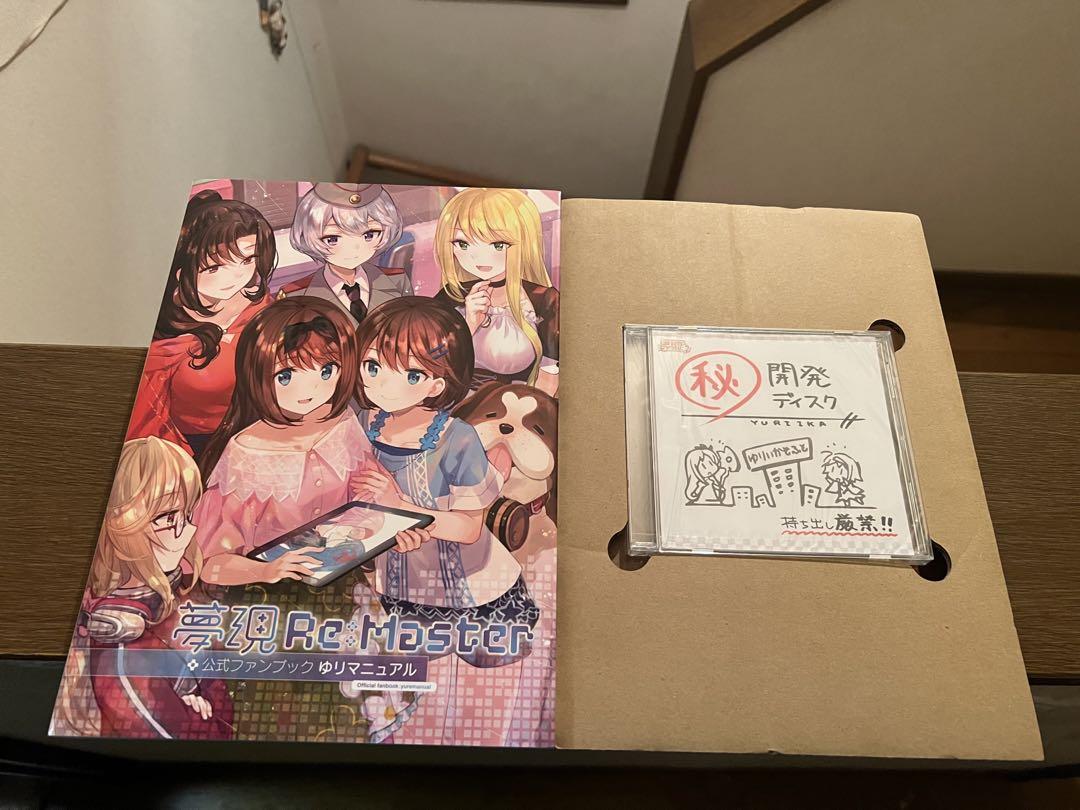 夢現Re:Master
公式ファンブック ゆりマニュアル
Official fanbook:yuremanual
㊙ 開発
ディスク
YURIIKA
ゆりいかそふと
持ち出し厳禁!!